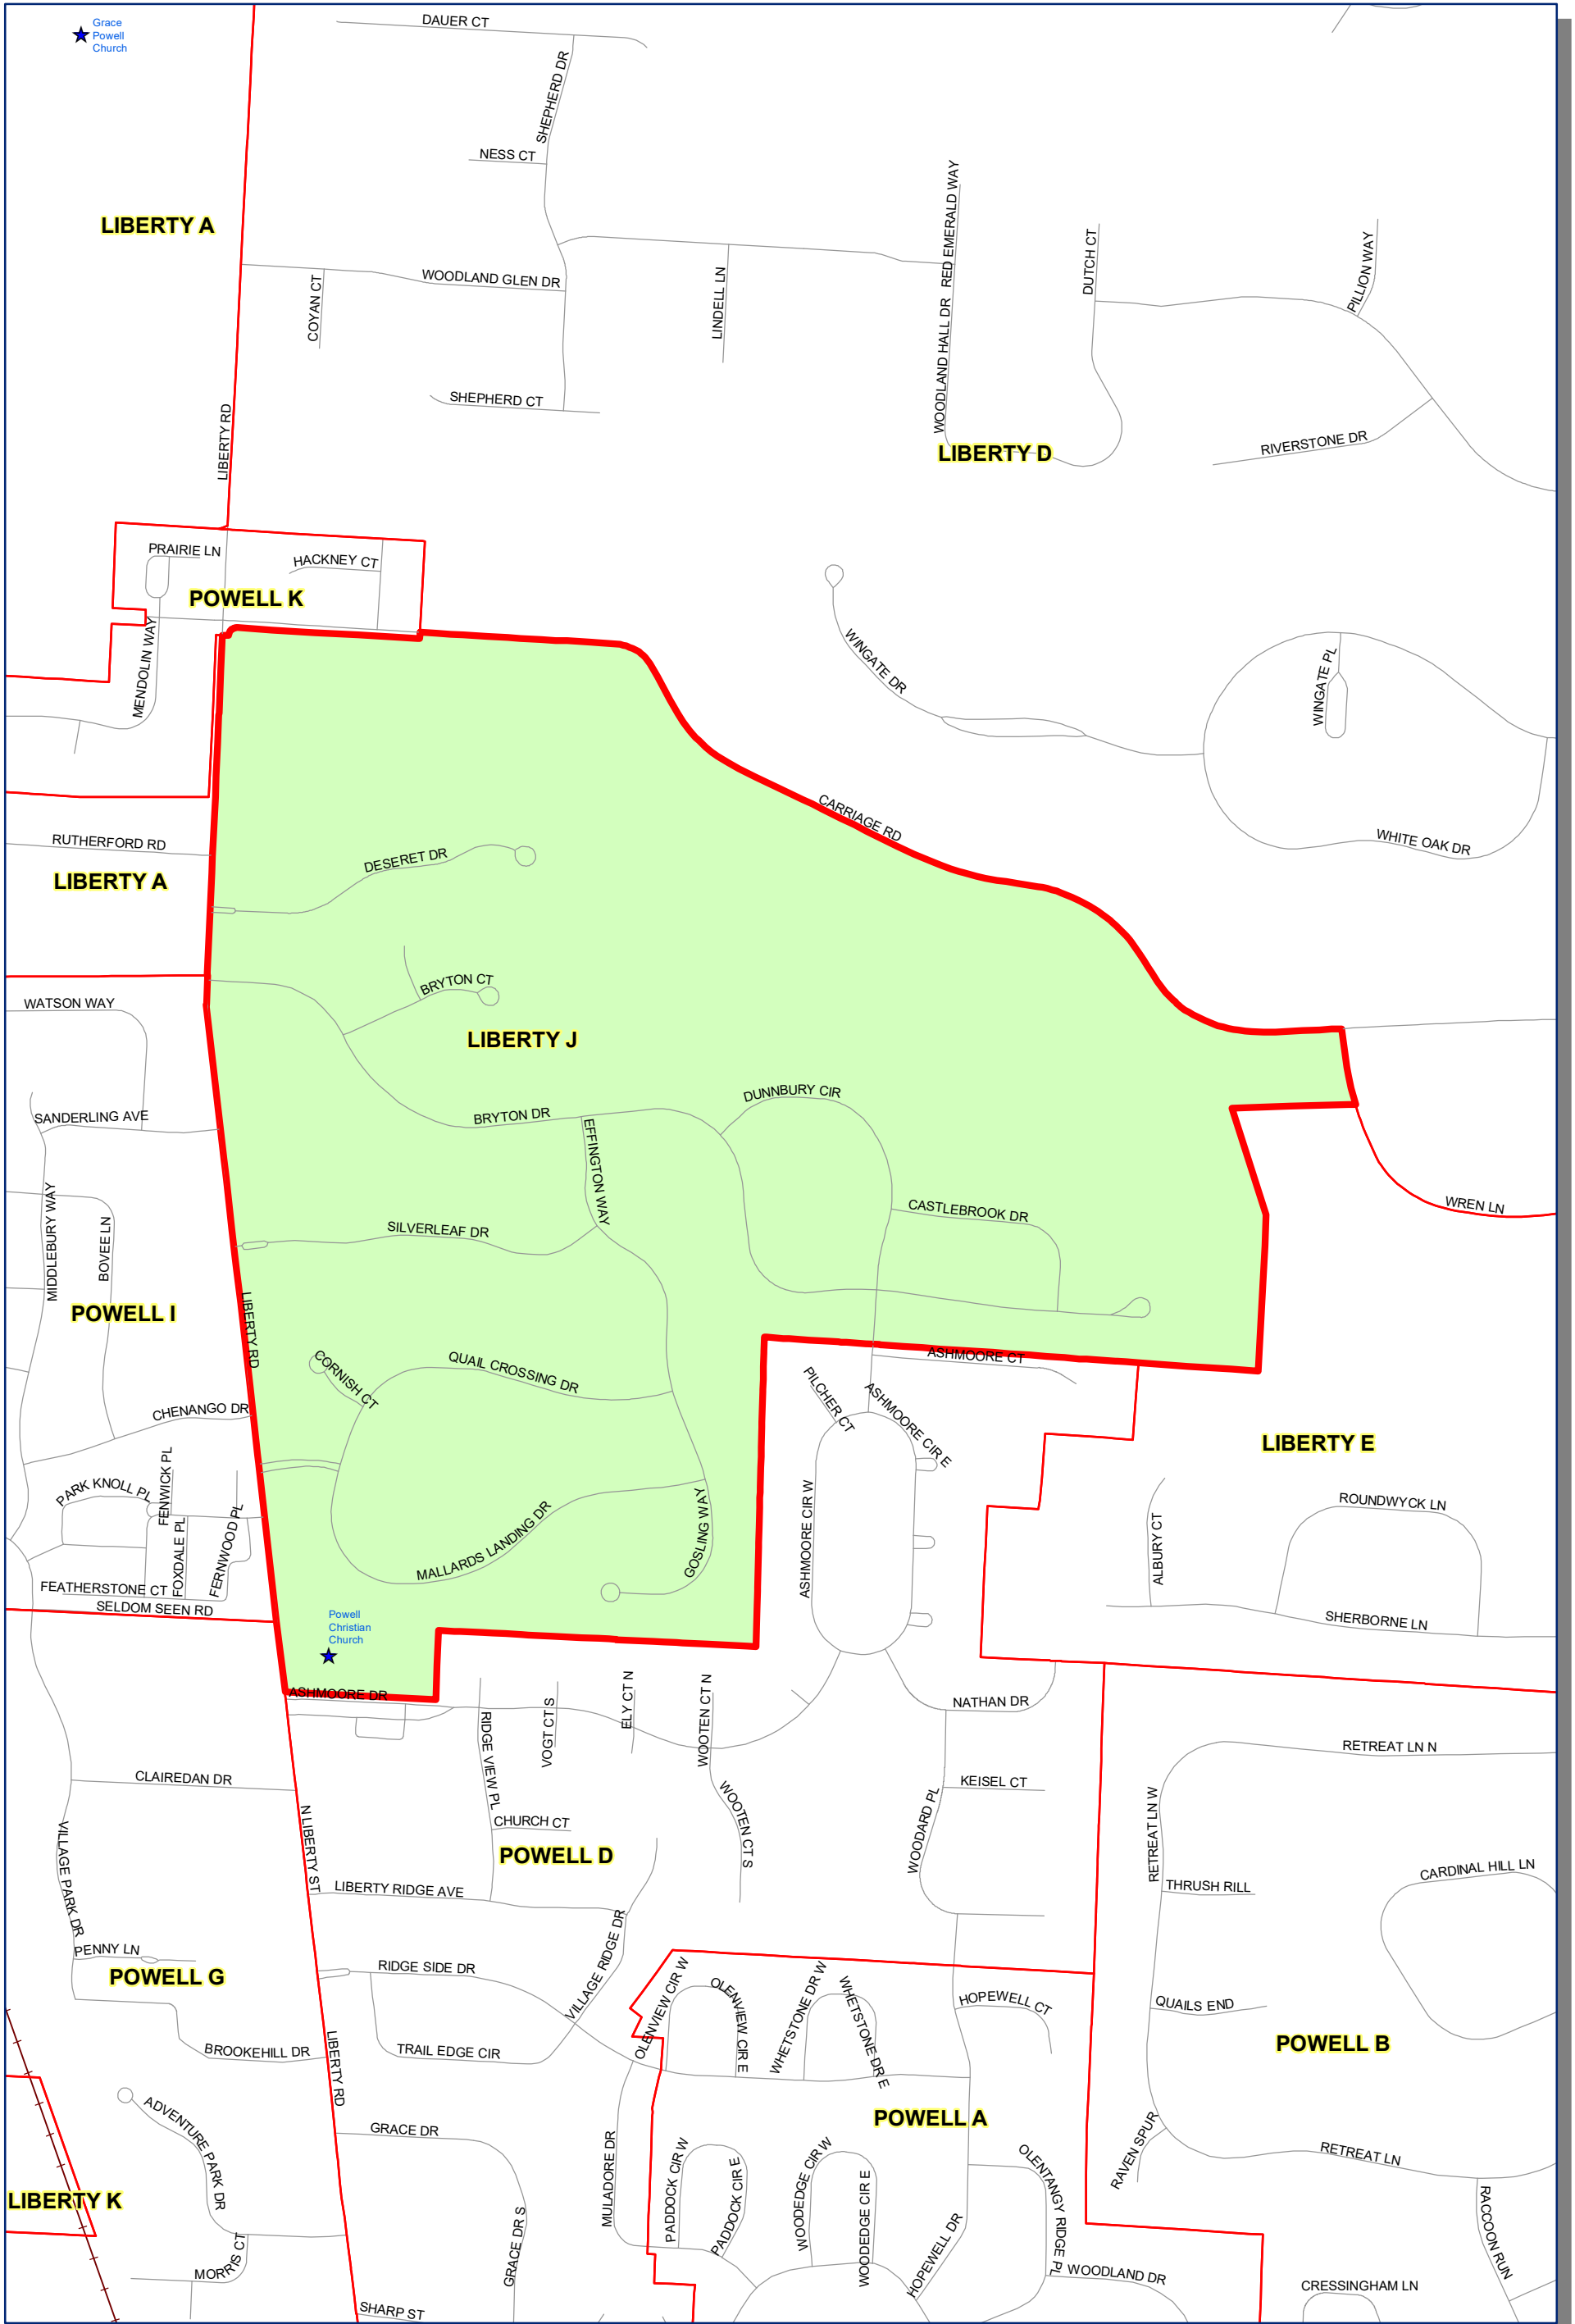 Grace
Powell
Church
DAUER CT
SHEPHERD DR
NESS CT
RED EMERALD WAY
LIBERTY A
DUTCH CT
PILLION WAY
WOODLAND GLEN DR
COYAN CT
LINDELL LN
WOODLAND HALL DR
SHEPHERD CT
LIBERTY RD
LIBERTY D
RIVERSTONE DR
PRAIRIE LN
HACKNEY CT
POWELL K
MENDOLIN WAY
WINGATE DR
WINGATE PL
CARRIAGE RD
WHITE OAK DR
RUTHERFORD RD
DESERET DR
LIBERTY A
BRYTON CT
WATSON WAY
LIBERTY J
SANDERLING AVE
BRYTON DR
DUNNBURY CIR
EFFINGTON WAY
MIDDLEBURY WAY
BOVEE LN
SILVERLEAF DR
CASTLEBROOK DR
WREN LN
POWELL I
LIBERTY RD
CORNISH CT
QUAIL CROSSING DR
ASHMOORE CT
PILCHER CT
ASHMOORE CIR E
CHENANGO DR
LIBERTY E
PARK KNOLL PL
FENWICK PL
FOXDALE PL
FERNWOOD PL
MALLARDS LANDING DR
GOSLING WAY
ASHMOORE CIR W
ROUNDWYCK LN
ALBURY CT
FEATHERSTONE CT
SELDOM SEEN RD
SHERBORNE LN
Powell
Christian
Church
ASHMOORE DR
RIDGE VIEW PL
VOGT CT S
ELY CT N
WOOTEN CT N
NATHAN DR
RETREAT LN N
CLAIREDAN DR
KEISEL CT
N LIBERTY ST
CHURCH CT
WOOTEN CT S
WOODARD PL
RETREAT LN W
POWELL D
VILLAGE PARK DR
LIBERTY RIDGE AVE
THRUSH RILL
CARDINAL HILL LN
PENNY LN
POWELL G
RIDGE SIDE DR
VILLAGE RIDGE DR
OLENVIEW CIR W
OLENVIEW CIR E
WHETSTONE DR W
WHETSTONE DR E
HOPEWELL CT
QUAILS END
POWELL B
BROOKEHILL DR
LIBERTY RD
TRAIL EDGE CIR
ADVENTURE PARK DR
GRACE DR
POWELL A
MULADORE DR
PADDOCK CIR W
PADDOCK CIR E
WOODEDGE CIR W
WOODEDGE CIR E
OLENTANGY RIDGE PL
RAVEN SPUR
RETREAT LN
LIBERTY K
GRACE DR S
HOPEWELL DR
WOODLAND DR
RACCOON RUN
MORRIS CT
CRESSINGHAM LN
SHARP ST